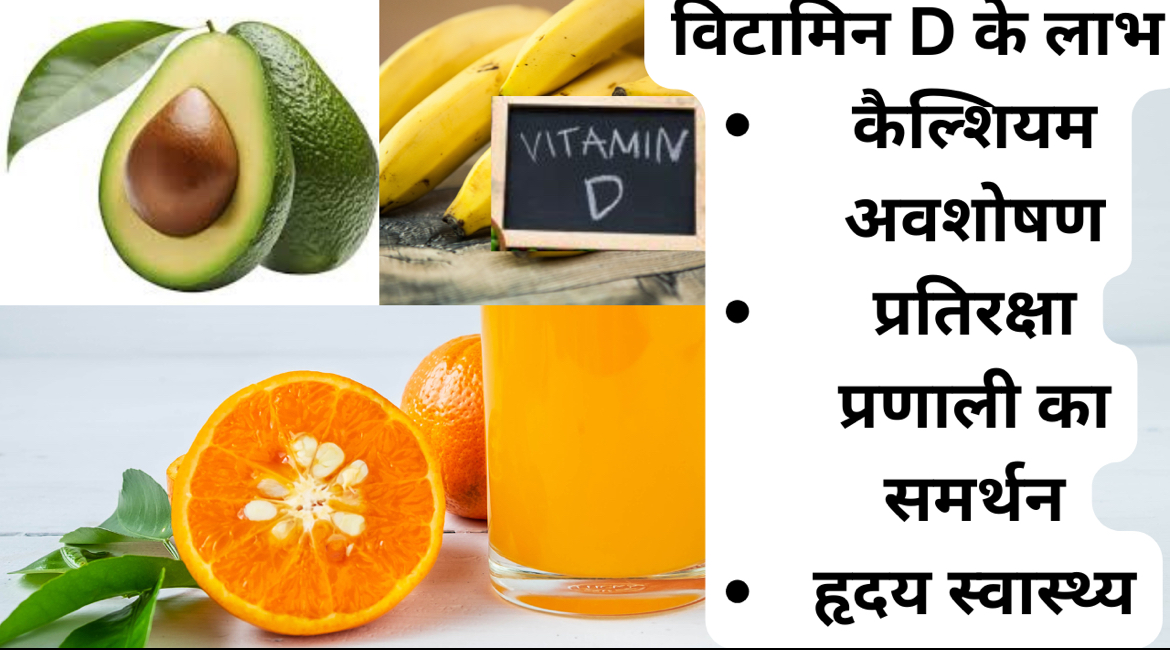 विटामिन D के लाभ
• कैल्शियम
अवशोषण
• प्रतिरक्षा
प्रणाली का
समर्थन
• हृदय स्वास्थ्य
VITAMIN
D